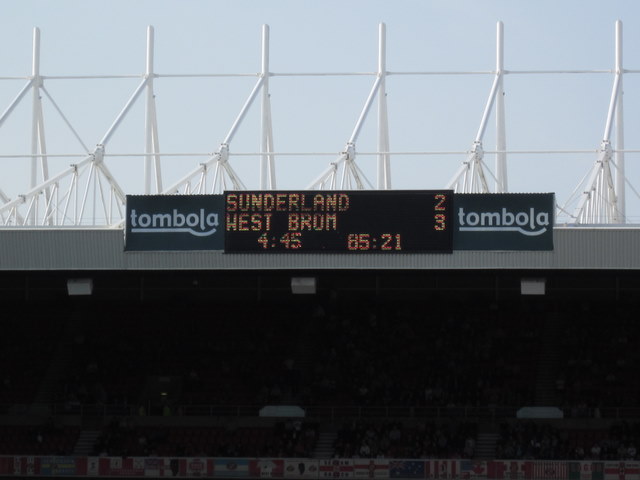 tombola
SUNDERLAND 2
WEST BROM 3
4:45 85:21
tombola